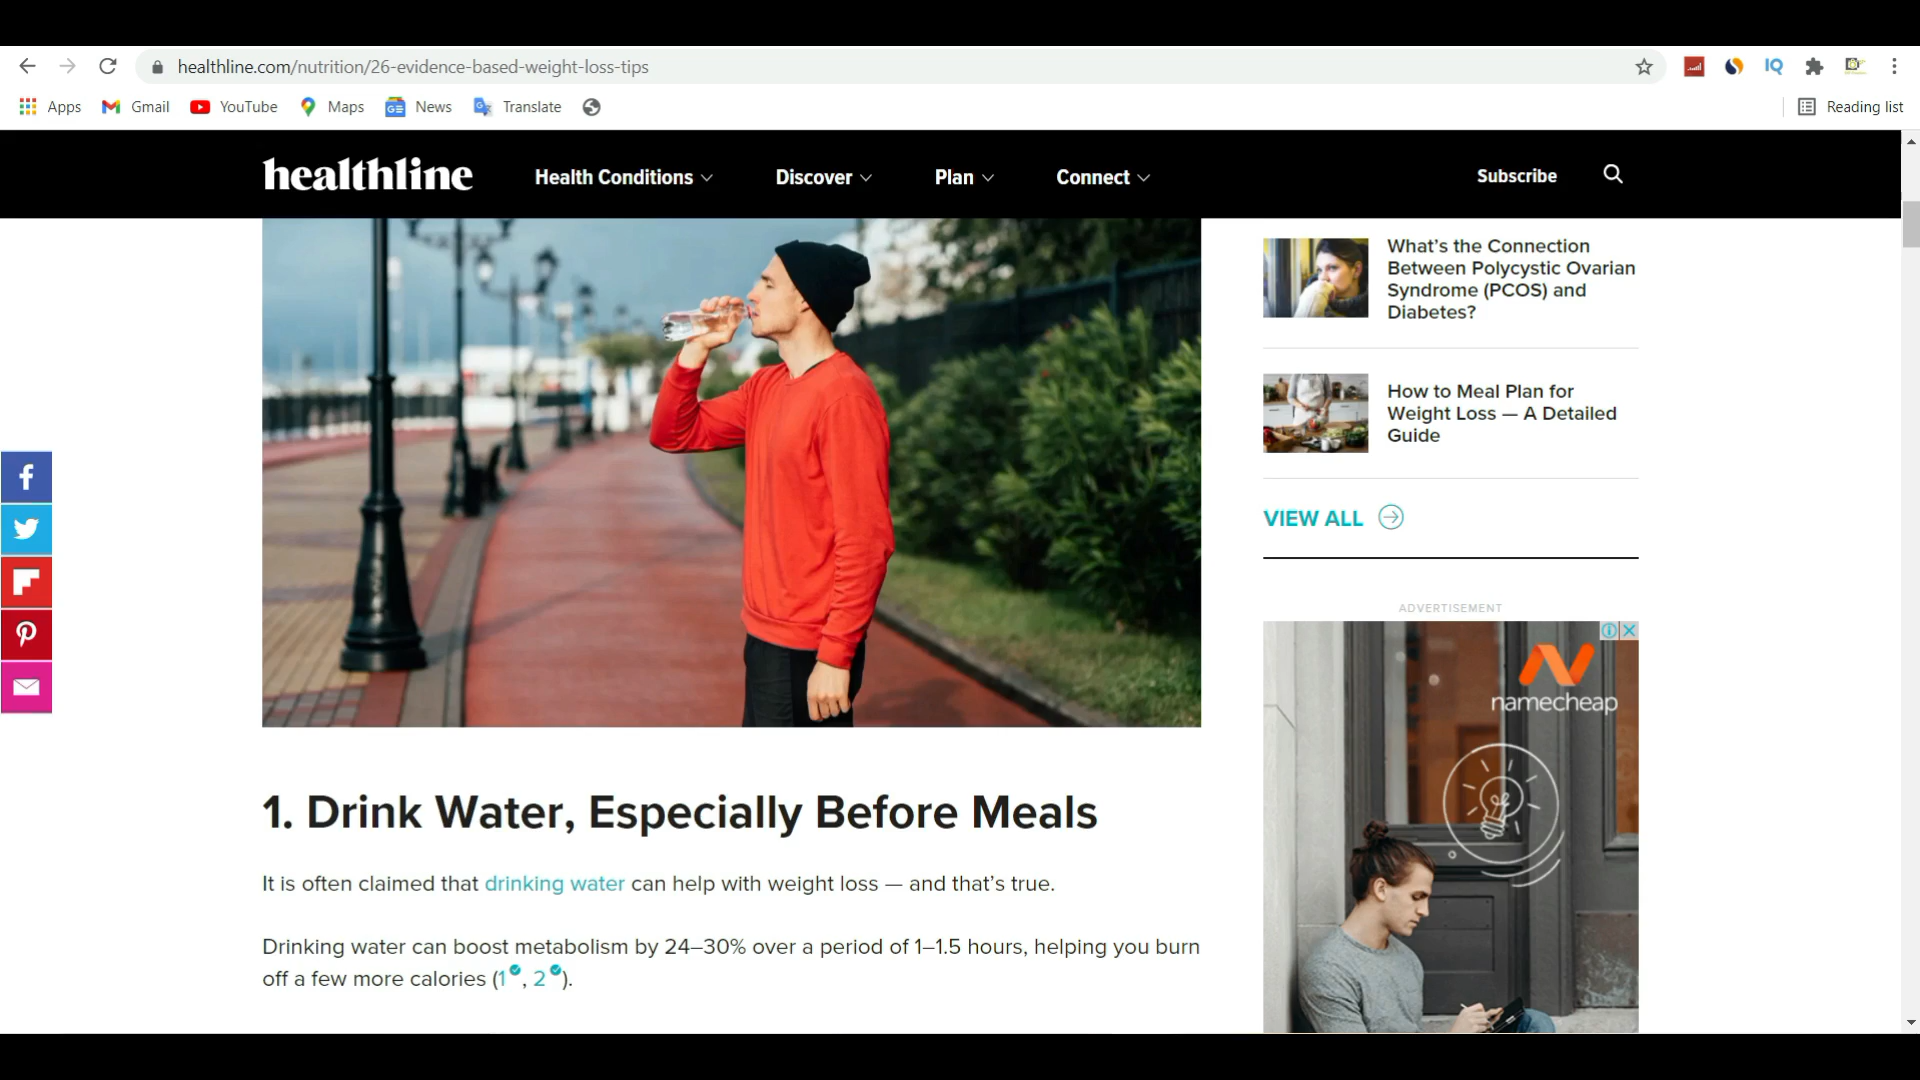 healthline.com/nutrition/26-evidence-based-weight-loss-tips
Apps Gmail YouTube Maps News Translate Reading list
healthline Health Conditions Discover Plan Connect Subscribe
What's the Connection
Between Polycystic Ovarian
Syndrome (PCOS) and
Diabetes?
How to Meal Plan for
Weight Loss — A Detailed
Guide
VIEW ALL
ADVERTISEMENT
namecheap
1. Drink Water, Especially Before Meals
It is often claimed that drinking water can help with weight loss — and that's true.
Drinking water can boost metabolism by 24–30% over a period of 1–1.5 hours, helping you burn
off a few more calories (1, 2).